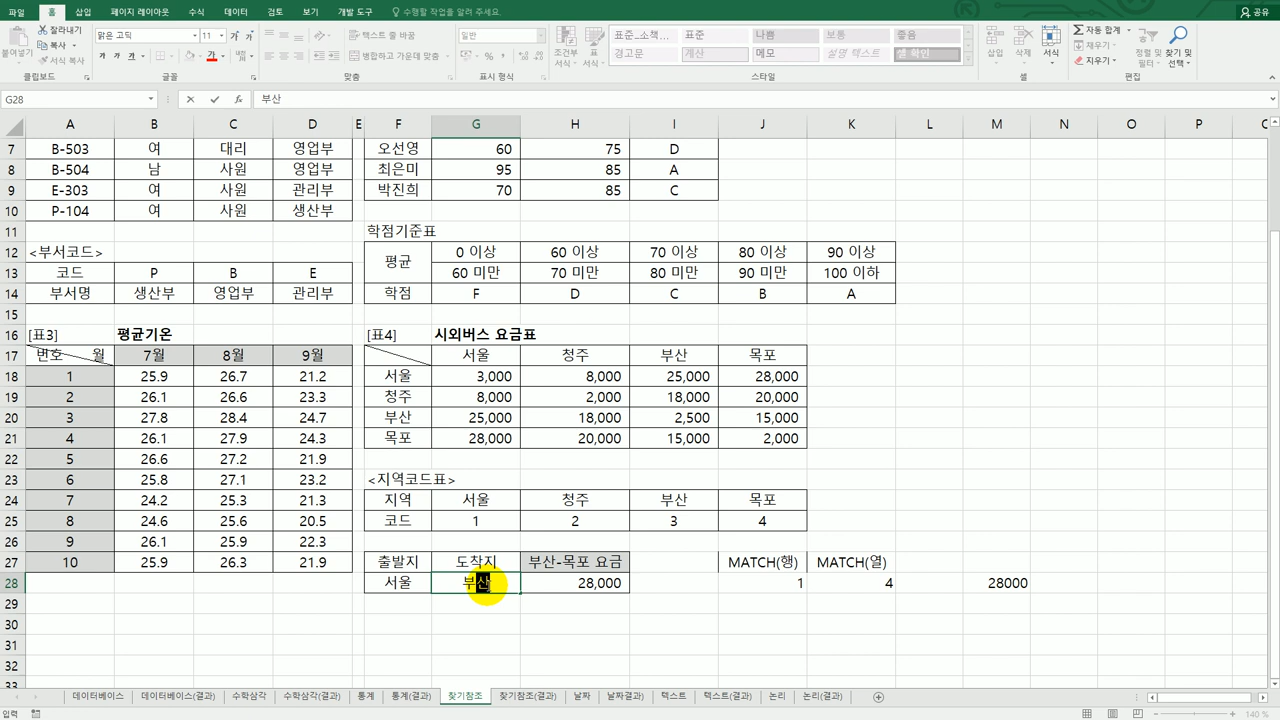 파일 홈 삽입 페이지 레이아웃 수식 데이터 검토 보기 개발 도구 수행할 작업을 알려 주세요. 공유
붙여넣기 잘라내기 복사 서식 복사 클립보드
맑은 고딕 11 가 가 글꼴
텍스트 줄 바꿈 병합하고 가운데 맞춤 맞춤
일반 표시 형식
조건부 서식 표 서식 표준_소계... 표준 나쁨 보통 좋음
경고문 계산 메모 설명 텍스트 셀 확인 스타일
삽입 삭제 서식 셀
자동 합계 채우기 지우기 정렬 및 필터 찾기 및 선택 편집
G28 fx 부산
A B C D E F G H I J K L M N O P
7 B-503 여 대리 영업부 오선영 60 75 D
8 B-504 남 사원 영업부 최은미 95 85 A
9 E-303 여 사원 관리부 박진희 70 85 C
10 P-104 여 사원 생산부
11 학점기준표
12 <부서코드> 평균 0 이상 60 이상 70 이상 80 이상 90 이상
13 코드 P B E 60 미만 70 미만 80 미만 90 미만 100 이하
14 부서명 생산부 영업부 관리부 학점 F D C B A
15
16 [표3] 평균기온 [표4] 시외버스 요금표
17 번호 월 7월 8월 9월 서울 청주 부산 목포
18 1 25.9 26.7 21.2 서울 3,000 8,000 25,000 28,000
19 2 26.1 26.6 23.3 청주 8,000 2,000 18,000 20,000
20 3 27.8 28.4 24.7 부산 25,000 18,000 2,500 15,000
21 4 26.1 27.9 24.3 목포 28,000 20,000 15,000 2,000
22 5 26.6 27.2 21.9
23 6 25.8 27.1 23.2 <지역코드표>
24 7 24.2 25.3 21.3 지역 서울 청주 부산 목포
25 8 24.6 25.6 20.5 코드 1 2 3 4
26 9 26.1 25.9 22.3
27 10 25.9 26.3 21.9 출발지 도착지 부산-목포 요금 MATCH(행) MATCH(열)
28 서울 부산 28,000 1 4 28000
29
30
31
32
33
데이터베이스 데이터베이스(결과) 수학삼각 수학삼각(결과) 통계 통계(결과) 찾기참조 찾기참조(결과) 날짜 날짜(결과) 텍스트 텍스트(결과) 논리 논리(결과)
입력 140 %